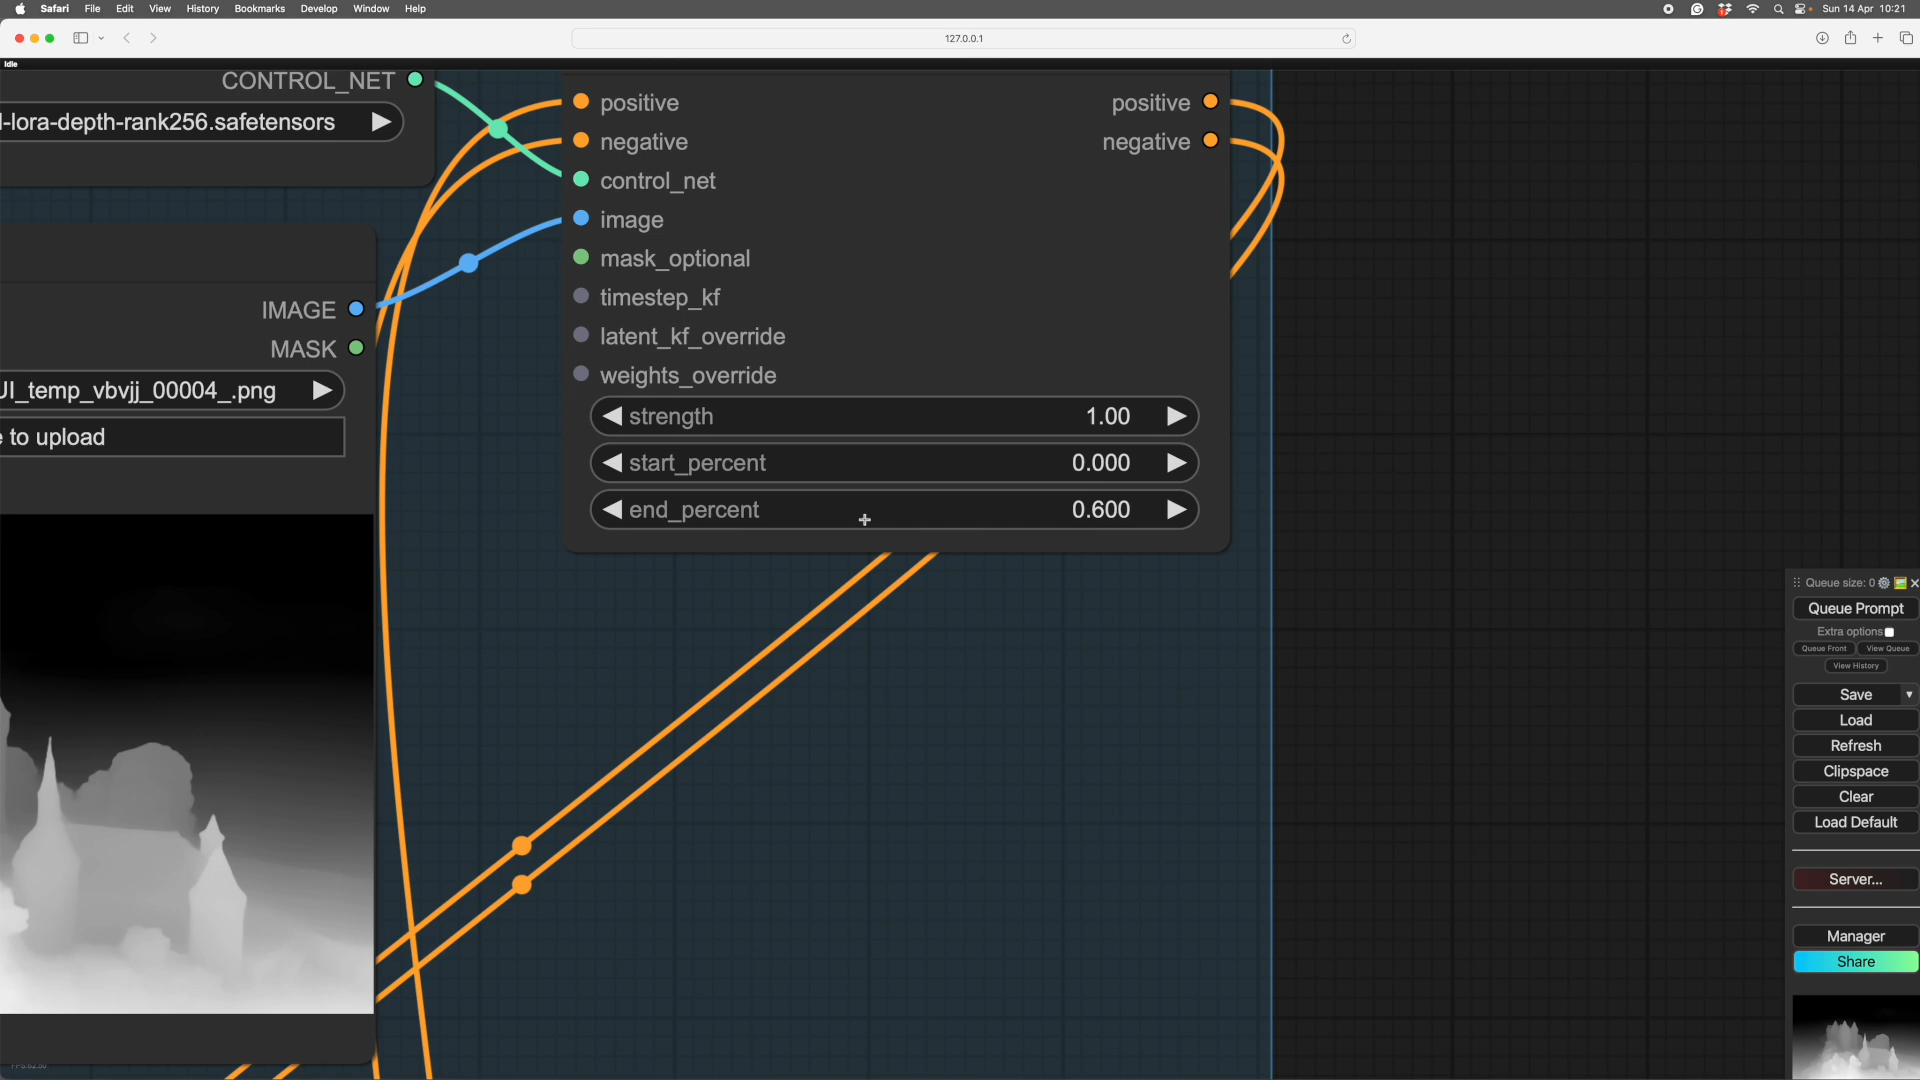 Safari File Edit View History Bookmarks Develop Window Help
Sun 14 Apr 10:21
127.0.0.1
Idle
CONTROL_NET
l-lora-depth-rank256.safetensors
IMAGE
MASK
UI_temp_vbvjj_00004_.png
e to upload
positive
negative
control_net
image
mask_optional
timestep_kf
latent_kf_override
weights_override
strength 1.00
start_percent 0.000
end_percent 0.600
positive
negative
Queue size: 0
Queue Prompt
Extra options
Queue Front View Queue
View History
Save
Load
Refresh
Clipspace
Clear
Load Default
Server...
Manager
Share